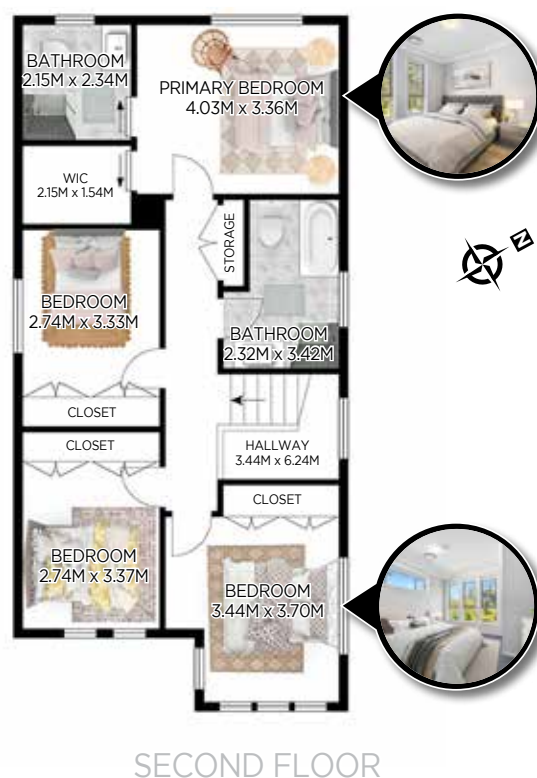 BATHROOM
2.15M x 2.34M
PRIMARY BEDROOM
4.03M x 3.36M
WIC
2.15M x 1.54M
STORAGE
N
BEDROOM
2.74M x 3.33M
BATHROOM
2.32M x 3.42M
CLOSET
CLOSET
HALLWAY
3.44M x 6.24M
CLOSET
BEDROOM
2.74M x 3.37M
BEDROOM
3.44M x 3.70M
SECOND FLOOR